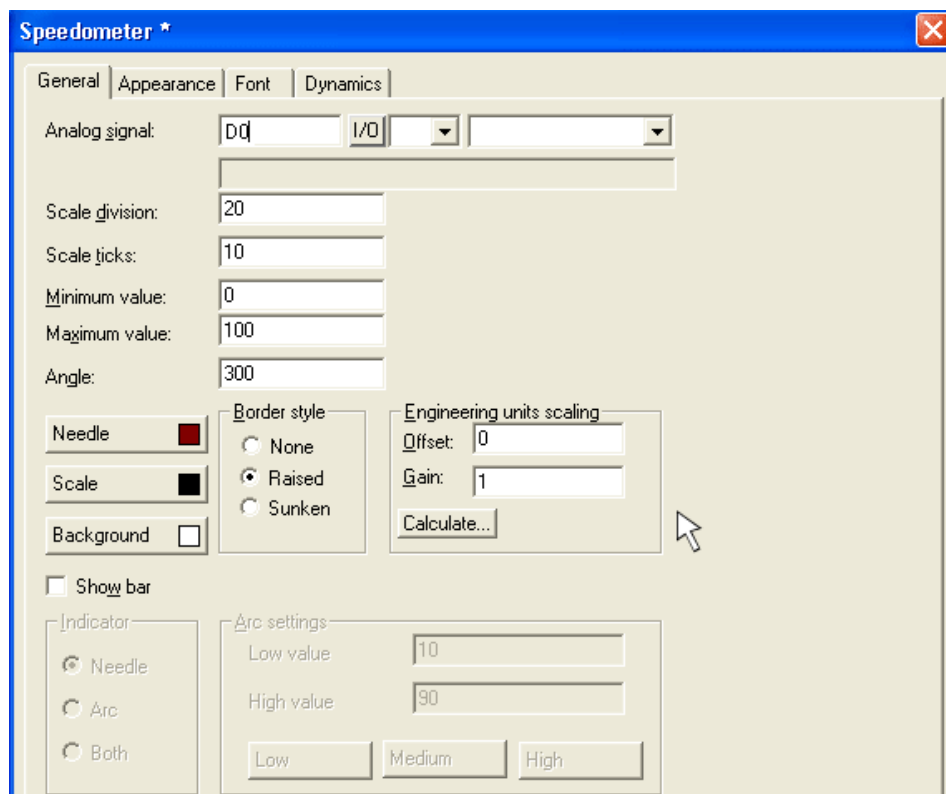 Speedometer *
General Appearance Font Dynamics
Analog signal: D0 I/O
Scale division: 20
Scale ticks: 10
Minimum value: 0
Maximum value: 100
Angle: 300
Border style
Engineering units scaling
Needle
None
Offset: 0
Scale
Raised
Gain: 1
Sunken
Calculate...
Background
Show bar
Indicator
Arc settings
Needle
Low value 10
Arc
High value 90
Both
Low Medium High